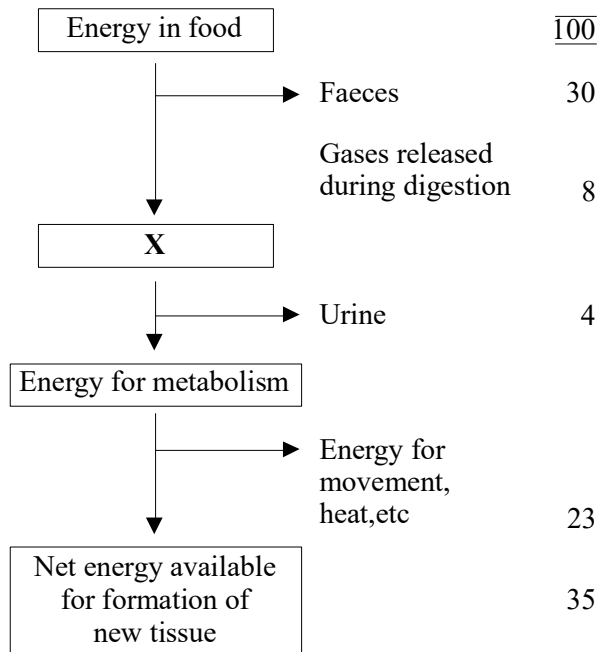 Energy in food 100
Faeces 30
Gases released
during digestion 8
X
Urine 4
Energy for metabolism
Energy for
movement,
heat,etc 23
Net energy available
for formation of 35
new tissue